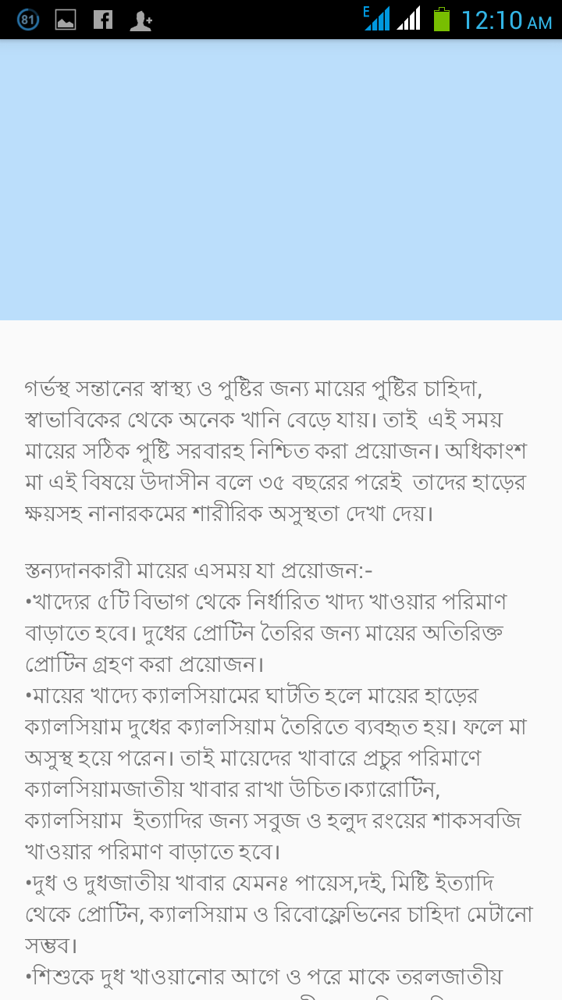 81
E
12:10 AM
গর্ভস্থ সন্তানের স্বাস্থ্য ও পুষ্টির জন্য মায়ের পুষ্টির চাহিদা,
স্বাভাবিকের থেকে অনেক খানি বেড়ে যায়। তাই এই সময়
মায়ের সঠিক পুষ্টি সরবারহ নিশ্চিত করা প্রয়োজন। অধিকাংশ
মা এই বিষয়ে উদাসীন বলে ৩৫ বছরের পরেই তাদের হাড়ের
ক্ষয়সহ নানারকমের শারীরিক অসুস্থতা দেখা দেয়।
স্তন্যদানকারী মায়ের এসময় যা প্রয়োজন:-
•খাদ্যের ৫টি বিভাগ থেকে নির্ধারিত খাদ্য খাওয়ার পরিমাণ
বাড়াতে হবে। দুধের প্রোটিন তৈরির জন্য মায়ের অতিরিক্ত
প্রোটিন গ্রহণ করা প্রয়োজন।
•মায়ের খাদ্যে ক্যালসিয়ামের ঘাটতি হলে মায়ের হাড়ের
ক্যালসিয়াম দুধের ক্যালসিয়াম তৈরিতে ব্যবহৃত হয়। ফলে মা
অসুস্থ হয়ে পরেন। তাই মায়েদের খাবারে প্রচুর পরিমাণে
ক্যালসিয়ামজাতীয় খাবার রাখা উচিত।ক্যারোটিন,
ক্যালসিয়াম ইত্যাদির জন্য সবুজ ও হলুদ রংয়ের শাকসবজি
খাওয়ার পরিমাণ বাড়াতে হবে।
•দুধ ও দুধজাতীয় খাবার যেমনঃ পায়েস,দই, মিষ্টি ইত্যাদি
থেকে প্রোটিন, ক্যালসিয়াম ও রিবোফ্লেভিনের চাহিদা মেটানো
সম্ভব।
•শিশুকে দুধ খাওয়ানোর আগে ও পরে মাকে তরলজাতীয়